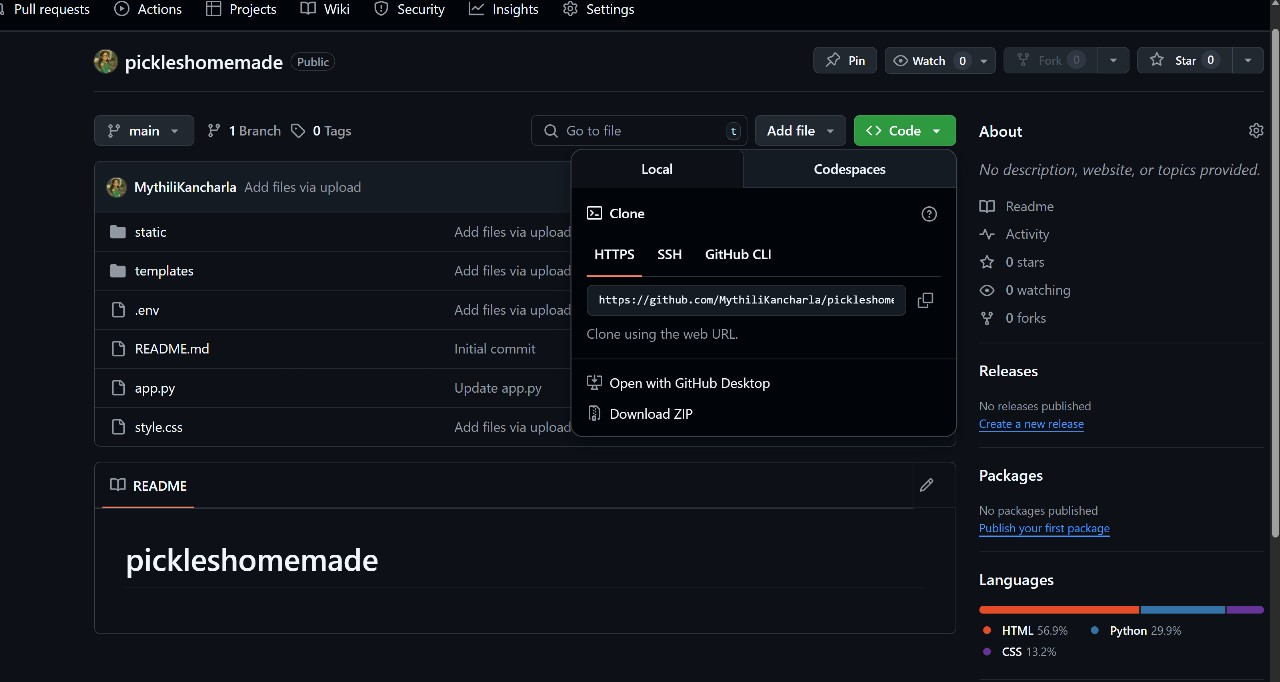 Pull requests Actions Projects Wiki Security Insights Settings
pickleshomemade Public Pin Watch 0 Fork 0 Star 0
main 1 Branch 0 Tags Go to file t Add file Code
MythiliKancharla Add files via upload
static Add files via upload
templates Add files via upload
.env Add files via upload
README.md Initial commit
app.py Update app.py
style.css Add files via upload
Local Codespaces
Clone
HTTPS SSH GitHub CLI
https://github.com/MythiliKancharla/pickleshome
Clone using the web URL.
Open with GitHub Desktop
Download ZIP
README
pickleshomemade
About
No description, website, or topics provided.
Readme
Activity
0 stars
0 watching
0 forks
Releases
No releases published
Create a new release
Packages
No packages published
Publish your first package
Languages
HTML 56.9% Python 29.9%
CSS 13.2%